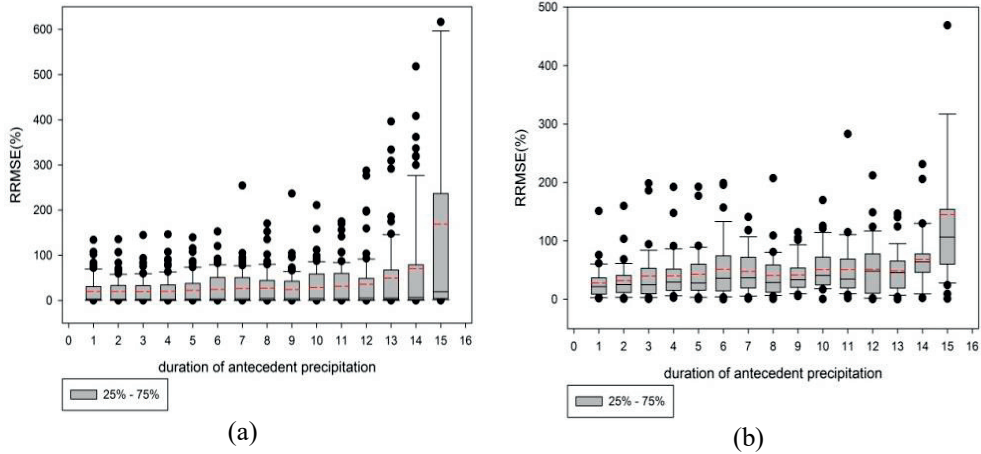 600
500
400
300
200
100
0
RRMSE(%)
0 1 2 3 4 5 6 7 8 9 10 11 12 13 14 15 16
duration of antecedent precipitation
25% - 75%
(a)
500
400
300
200
100
0
RRMSE(%)
0 1 2 3 4 5 6 7 8 9 10 11 12 13 14 15 16
duration of antecedent precipitation
25% - 75%
(b)